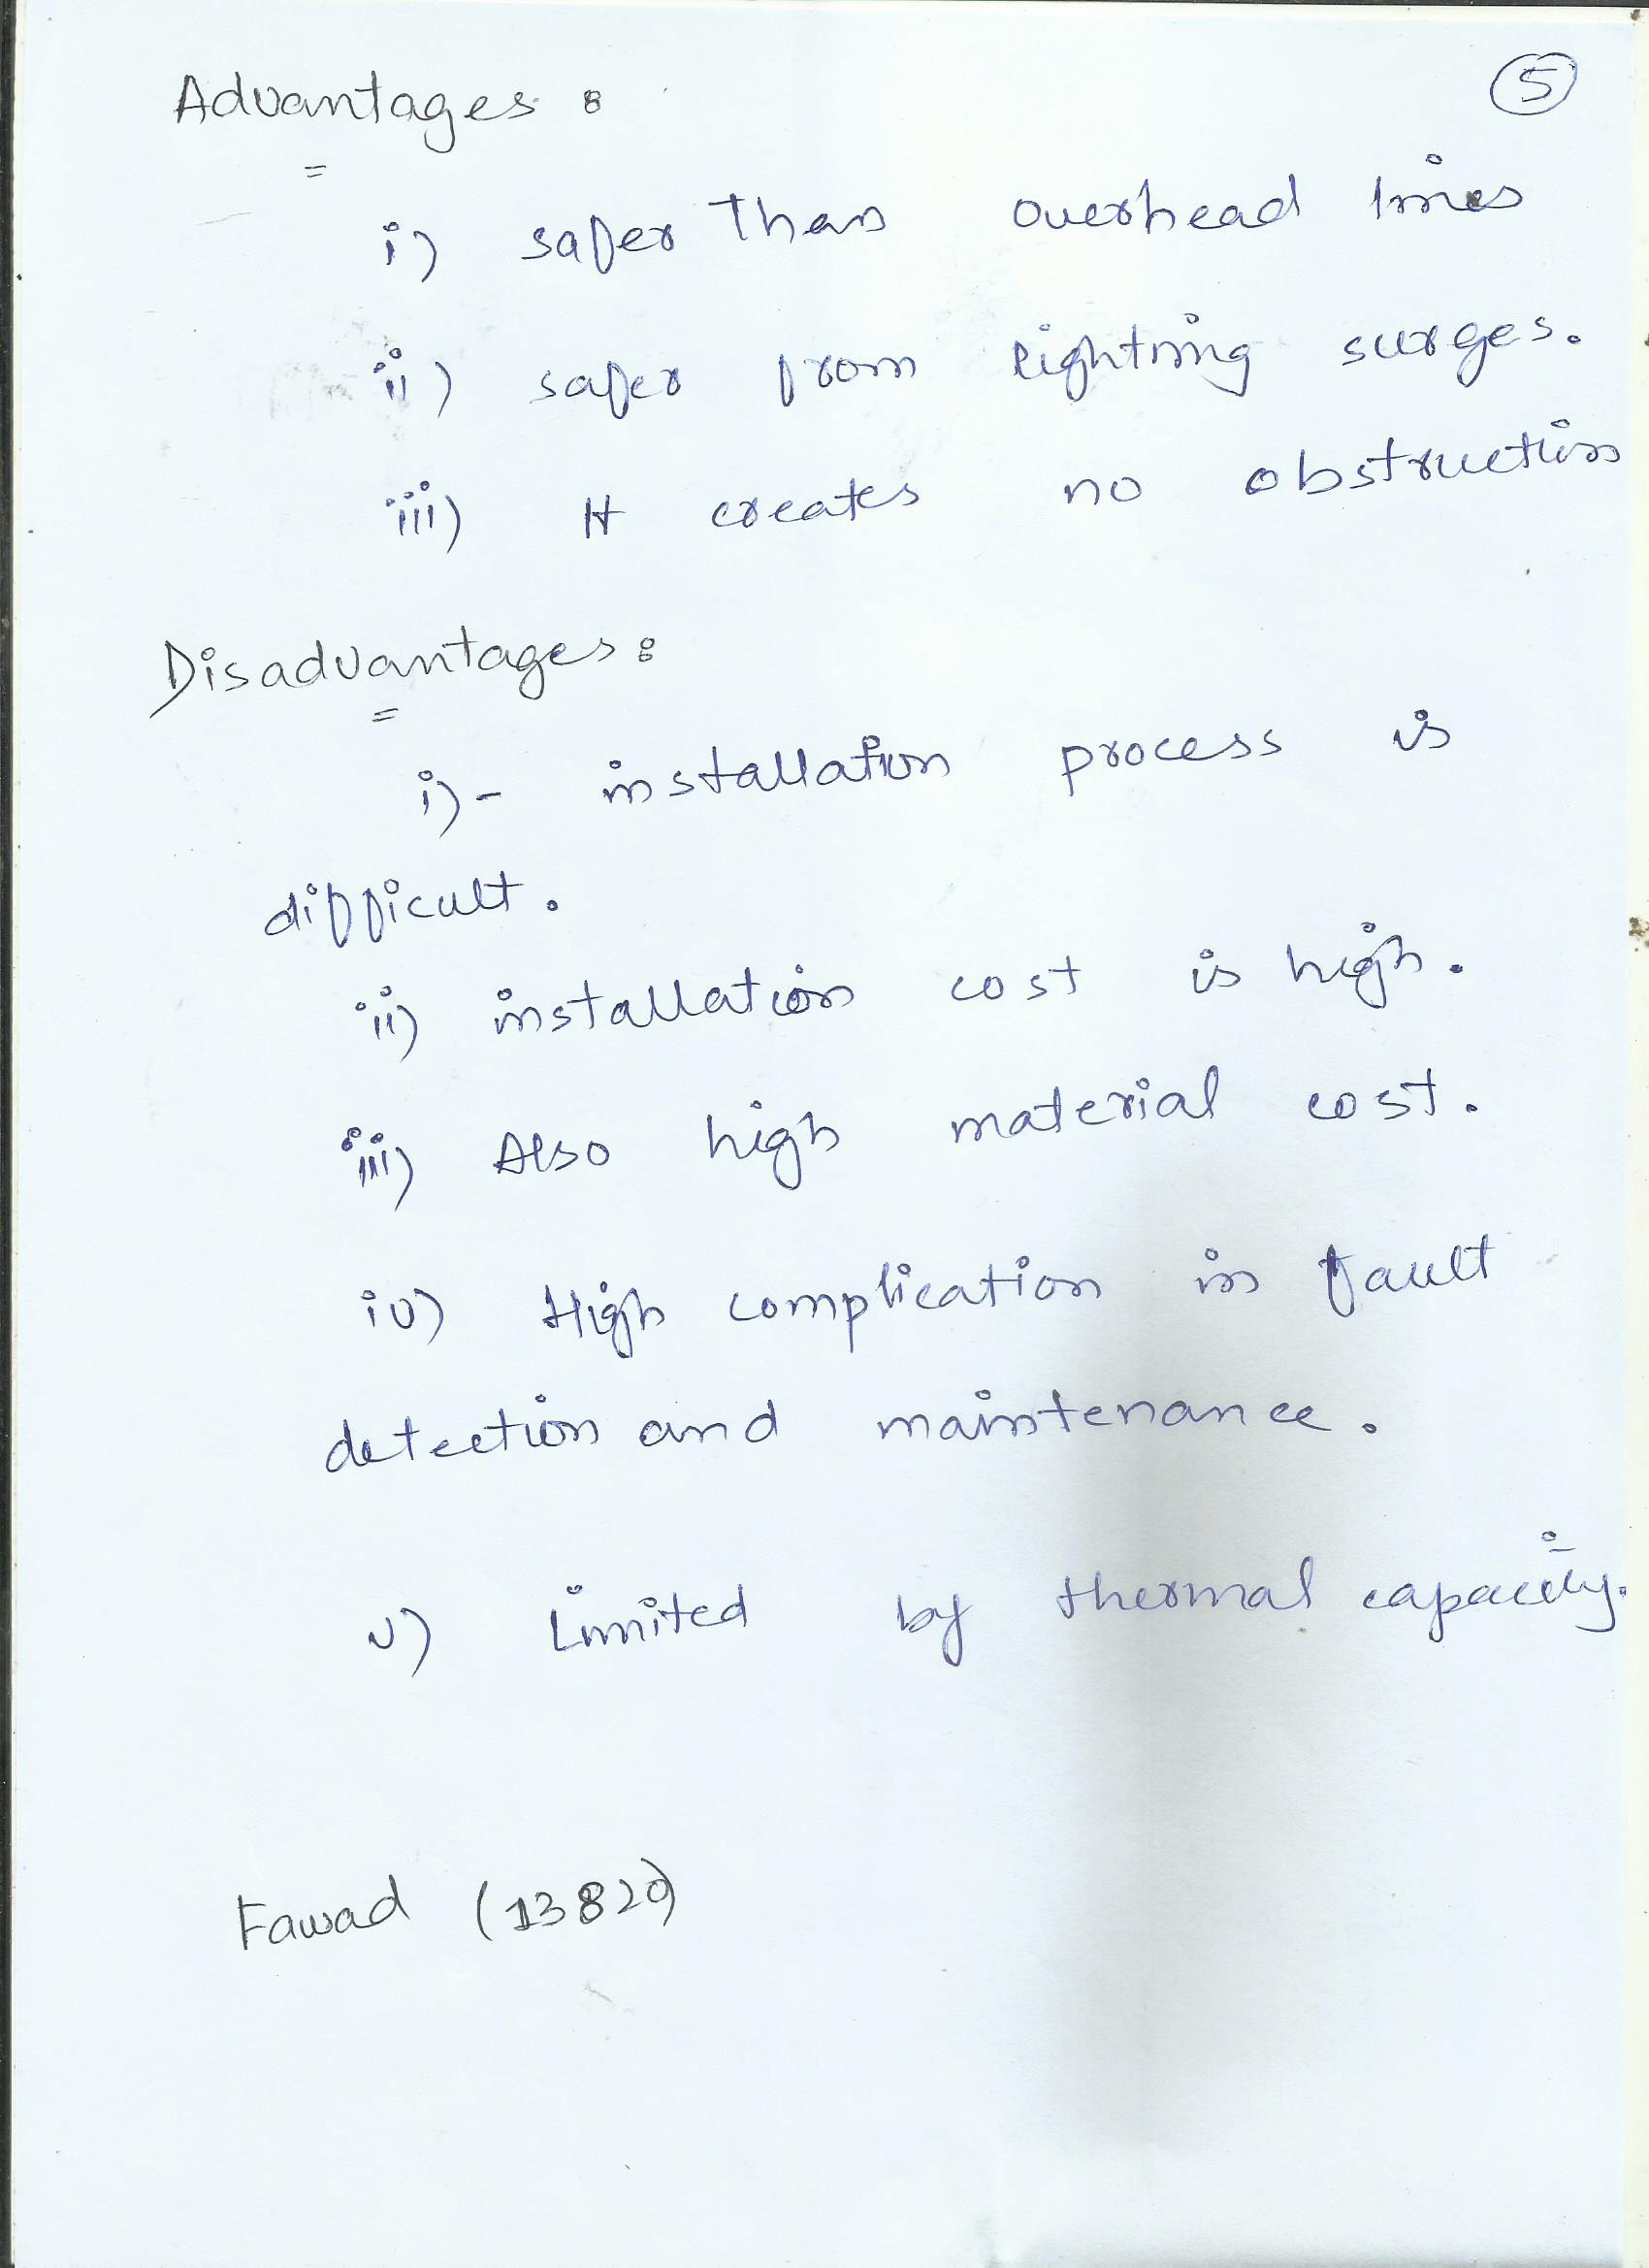 5
Advantages :
i) safer Than overhead lines
ii) safer from lightning surges.
iii) It creates no obstruction
Disadvantages :
i)- installation process is
difficult.
ii) installation cost is high.
iii) Also high material cost.
iv) High complication in fault
detection and maintenance.
v) Limited by thermal capacity.
Fawad (13820)